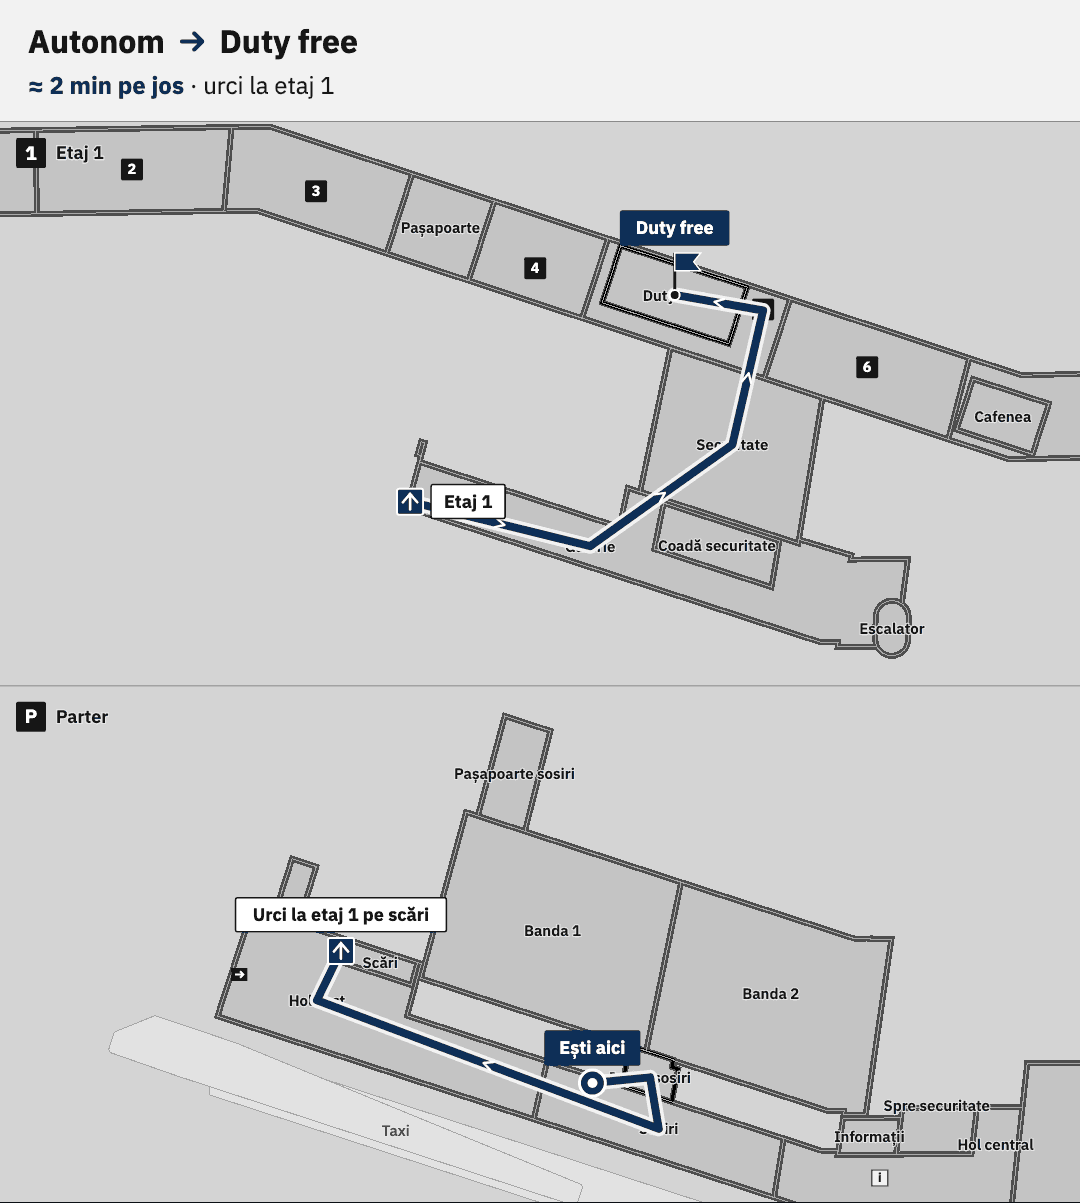 Autonom → Duty free
≈ 2 min pe jos · urci la etaj 1
1 Etaj 1
2
3
Pașapoarte
4
Duty free
6
Cafenea
Etaj 1
Coadă securitate
Escalator
P Parter
Pașapoarte sosiri
Urci la etaj 1 pe scări
Banda 1
Scări
Banda 2
Ești aici
sosiri
Spre securitate
Taxi
Informații
Hol central
i